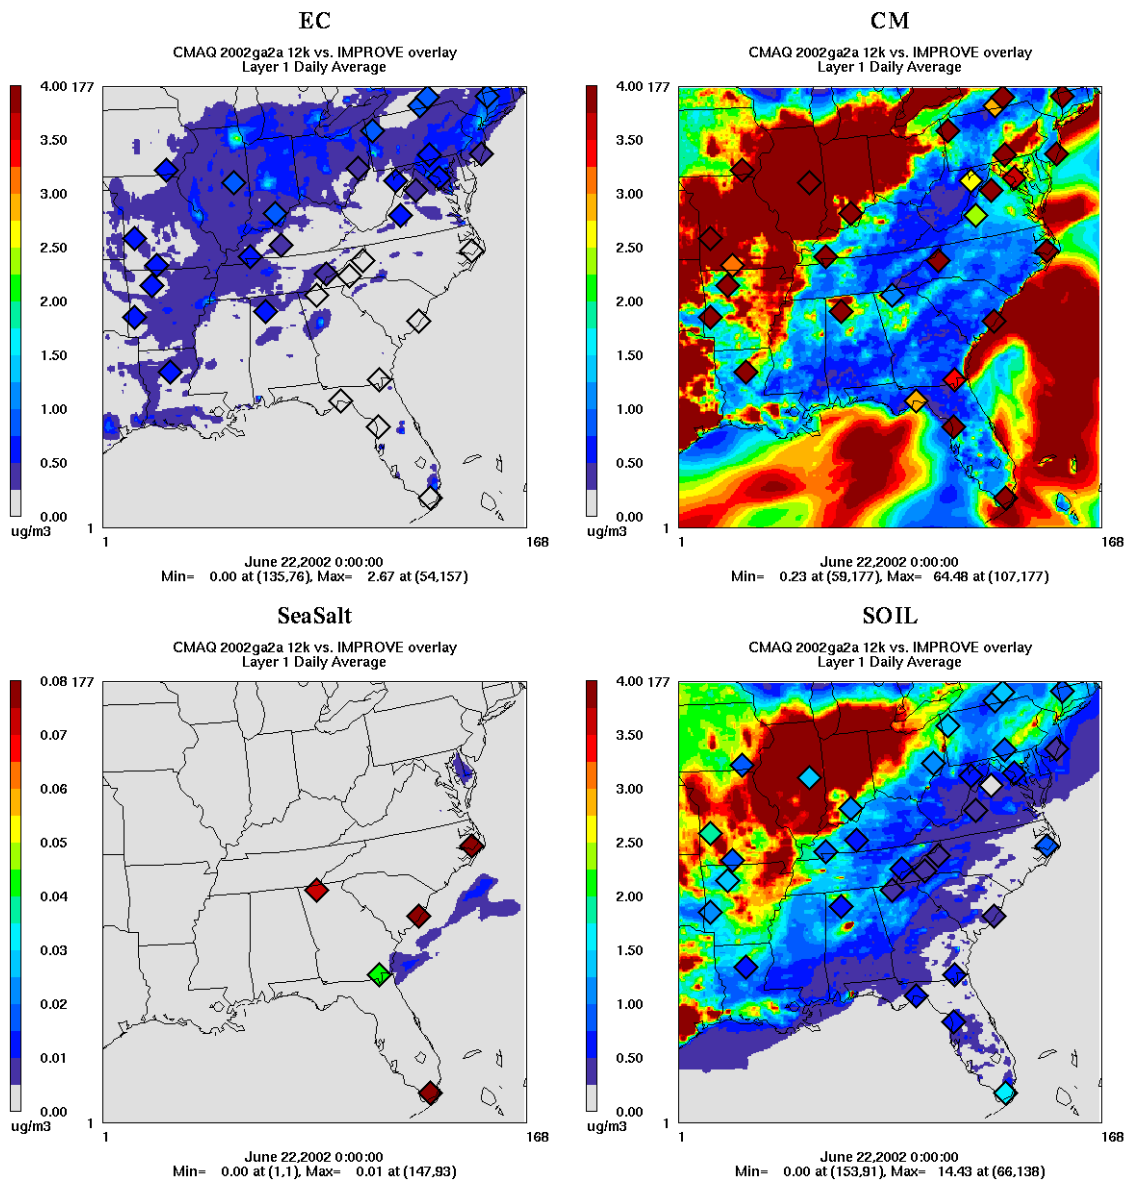 EC
CMAQ 2002ga2a 12k vs. IMPROVE overlay
Layer 1 Daily Average
4.00
3.50
3.00
2.50
2.00
1.50
1.00
0.50
0.00
ug/m3
177
1
1
168
June 22,2002 0:00:00
Min= 0.00 at (135,76), Max= 2.67 at (54,157)
CM
CMAQ 2002ga2a 12k vs. IMPROVE overlay
Layer 1 Daily Average
4.00
3.50
3.00
2.50
2.00
1.50
1.00
0.50
0.00
ug/m3
177
1
1
168
June 22,2002 0:00:00
Min= 0.23 at (59,177), Max= 64.48 at (107,177)
SeaSalt
CMAQ 2002ga2a 12k vs. IMPROVE overlay
Layer 1 Daily Average
0.08
0.07
0.06
0.05
0.04
0.03
0.02
0.01
0.00
ug/m3
177
1
1
168
June 22,2002 0:00:00
Min= 0.00 at (1,1), Max= 0.01 at (147,93)
SOIL
CMAQ 2002ga2a 12k vs. IMPROVE overlay
Layer 1 Daily Average
4.00
3.50
3.00
2.50
2.00
1.50
1.00
0.50
0.00
ug/m3
177
1
1
168
June 22,2002 0:00:00
Min= 0.00 at (153,91), Max= 14.43 at (66,138)